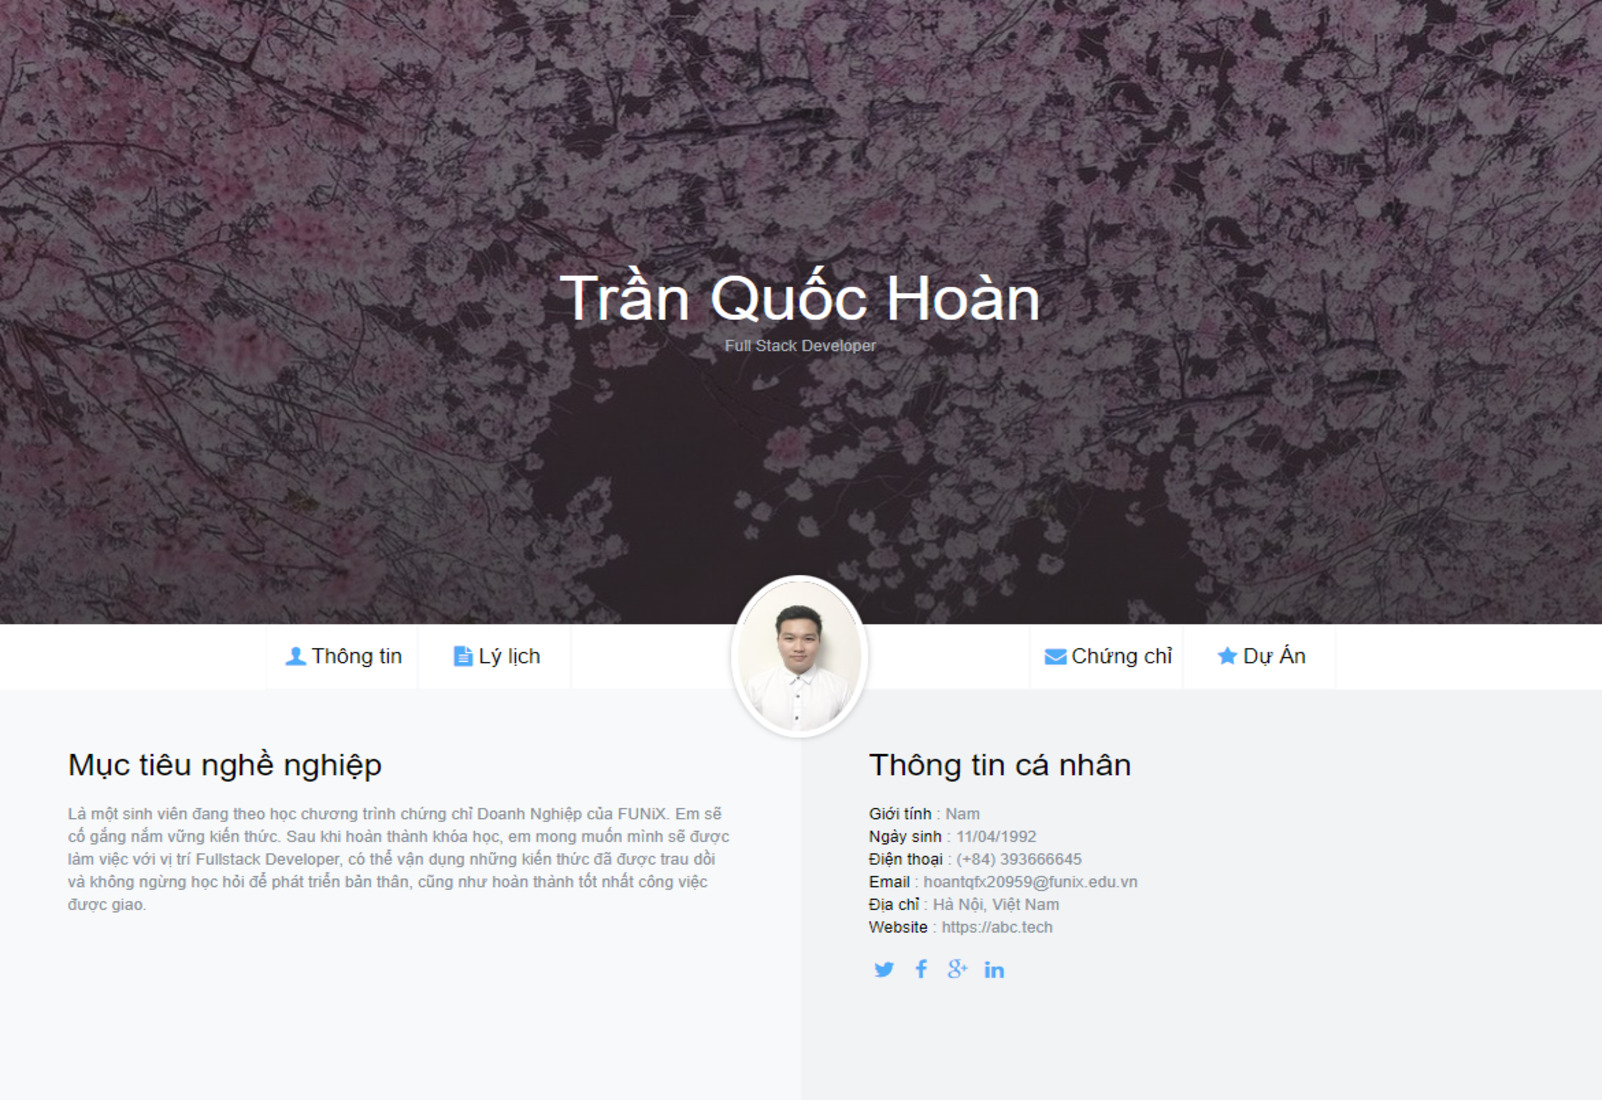 Trần Quốc Hoàn
Full Stack Developer
Thông tin
Lý lịch
Chứng chỉ
Dự Án
Mục tiêu nghề nghiệp
Là một sinh viên đang theo học chương trình chứng chỉ Doanh Nghiệp của FUNiX. Em sẽ
cố gắng nắm vững kiến thức. Sau khi hoàn thành khóa học, em mong muốn mình sẽ được
làm việc với vị trí Fullstack Developer, có thể vận dụng những kiến thức đã được trau dồi
và không ngừng học hỏi để phát triển bản thân, cũng như hoàn thành tốt nhất công việc
được giao.
Thông tin cá nhân
Giới tính : Nam
Ngày sinh : 11/04/1992
Điện thoại : (+84) 393666645
Email : hoantqfx20959@funix.edu.vn
Địa chỉ : Hà Nội, Việt Nam
Website : https://abc.tech